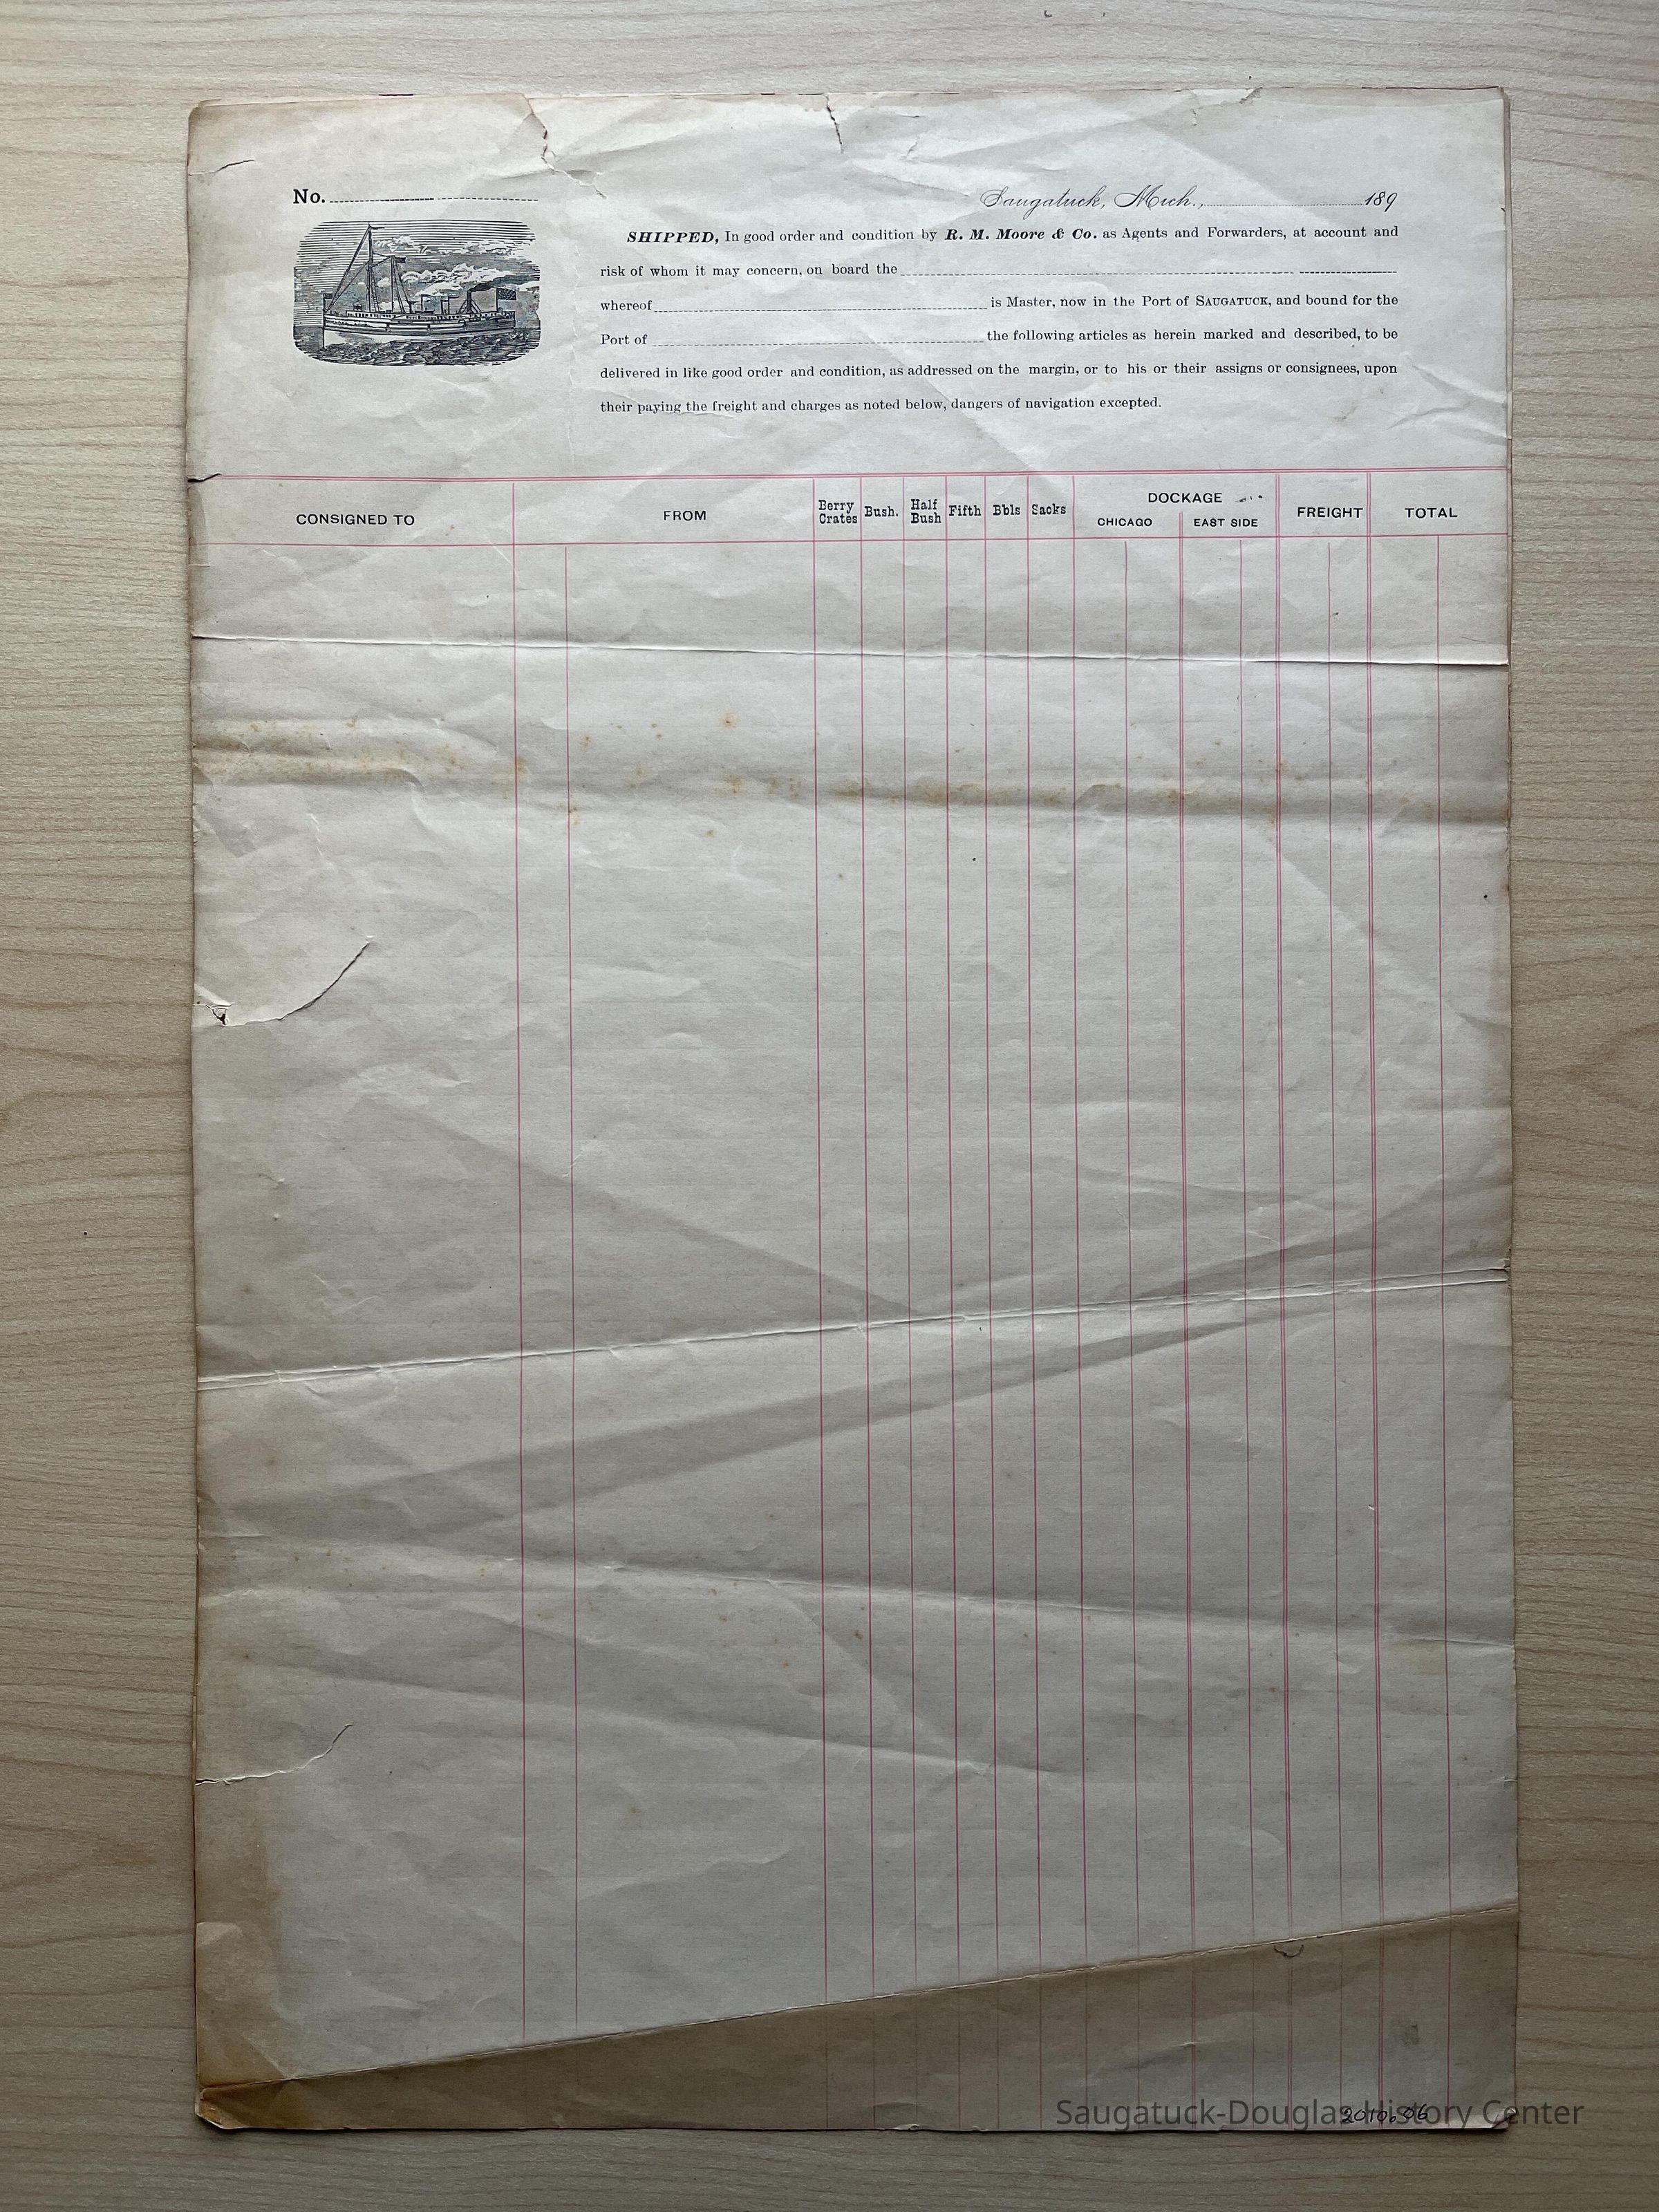 No.
Saugatuck, Mich., 189
SHIPPED, In good order and condition by R. M. Moore & Co. as Agents and Forwarders, at account and
risk of whom it may concern, on board the
whereof is Master, now in the Port of SAUGATUCK, and bound for the
Port of the following articles as herein marked and described, to be
delivered in like good order and condition, as addressed on the margin, or to his or their assigns or consignees, upon
their paying the freight and charges as noted below, dangers of navigation excepted.
CONSIGNED TO
FROM
Berry
Crates
Bush.
Half
Bush
Fifth
Bbls
Sacks
DOCKAGE
CHICAGO
EAST SIDE
FREIGHT
TOTAL
Saugatuck-Douglas History Center
2010.06